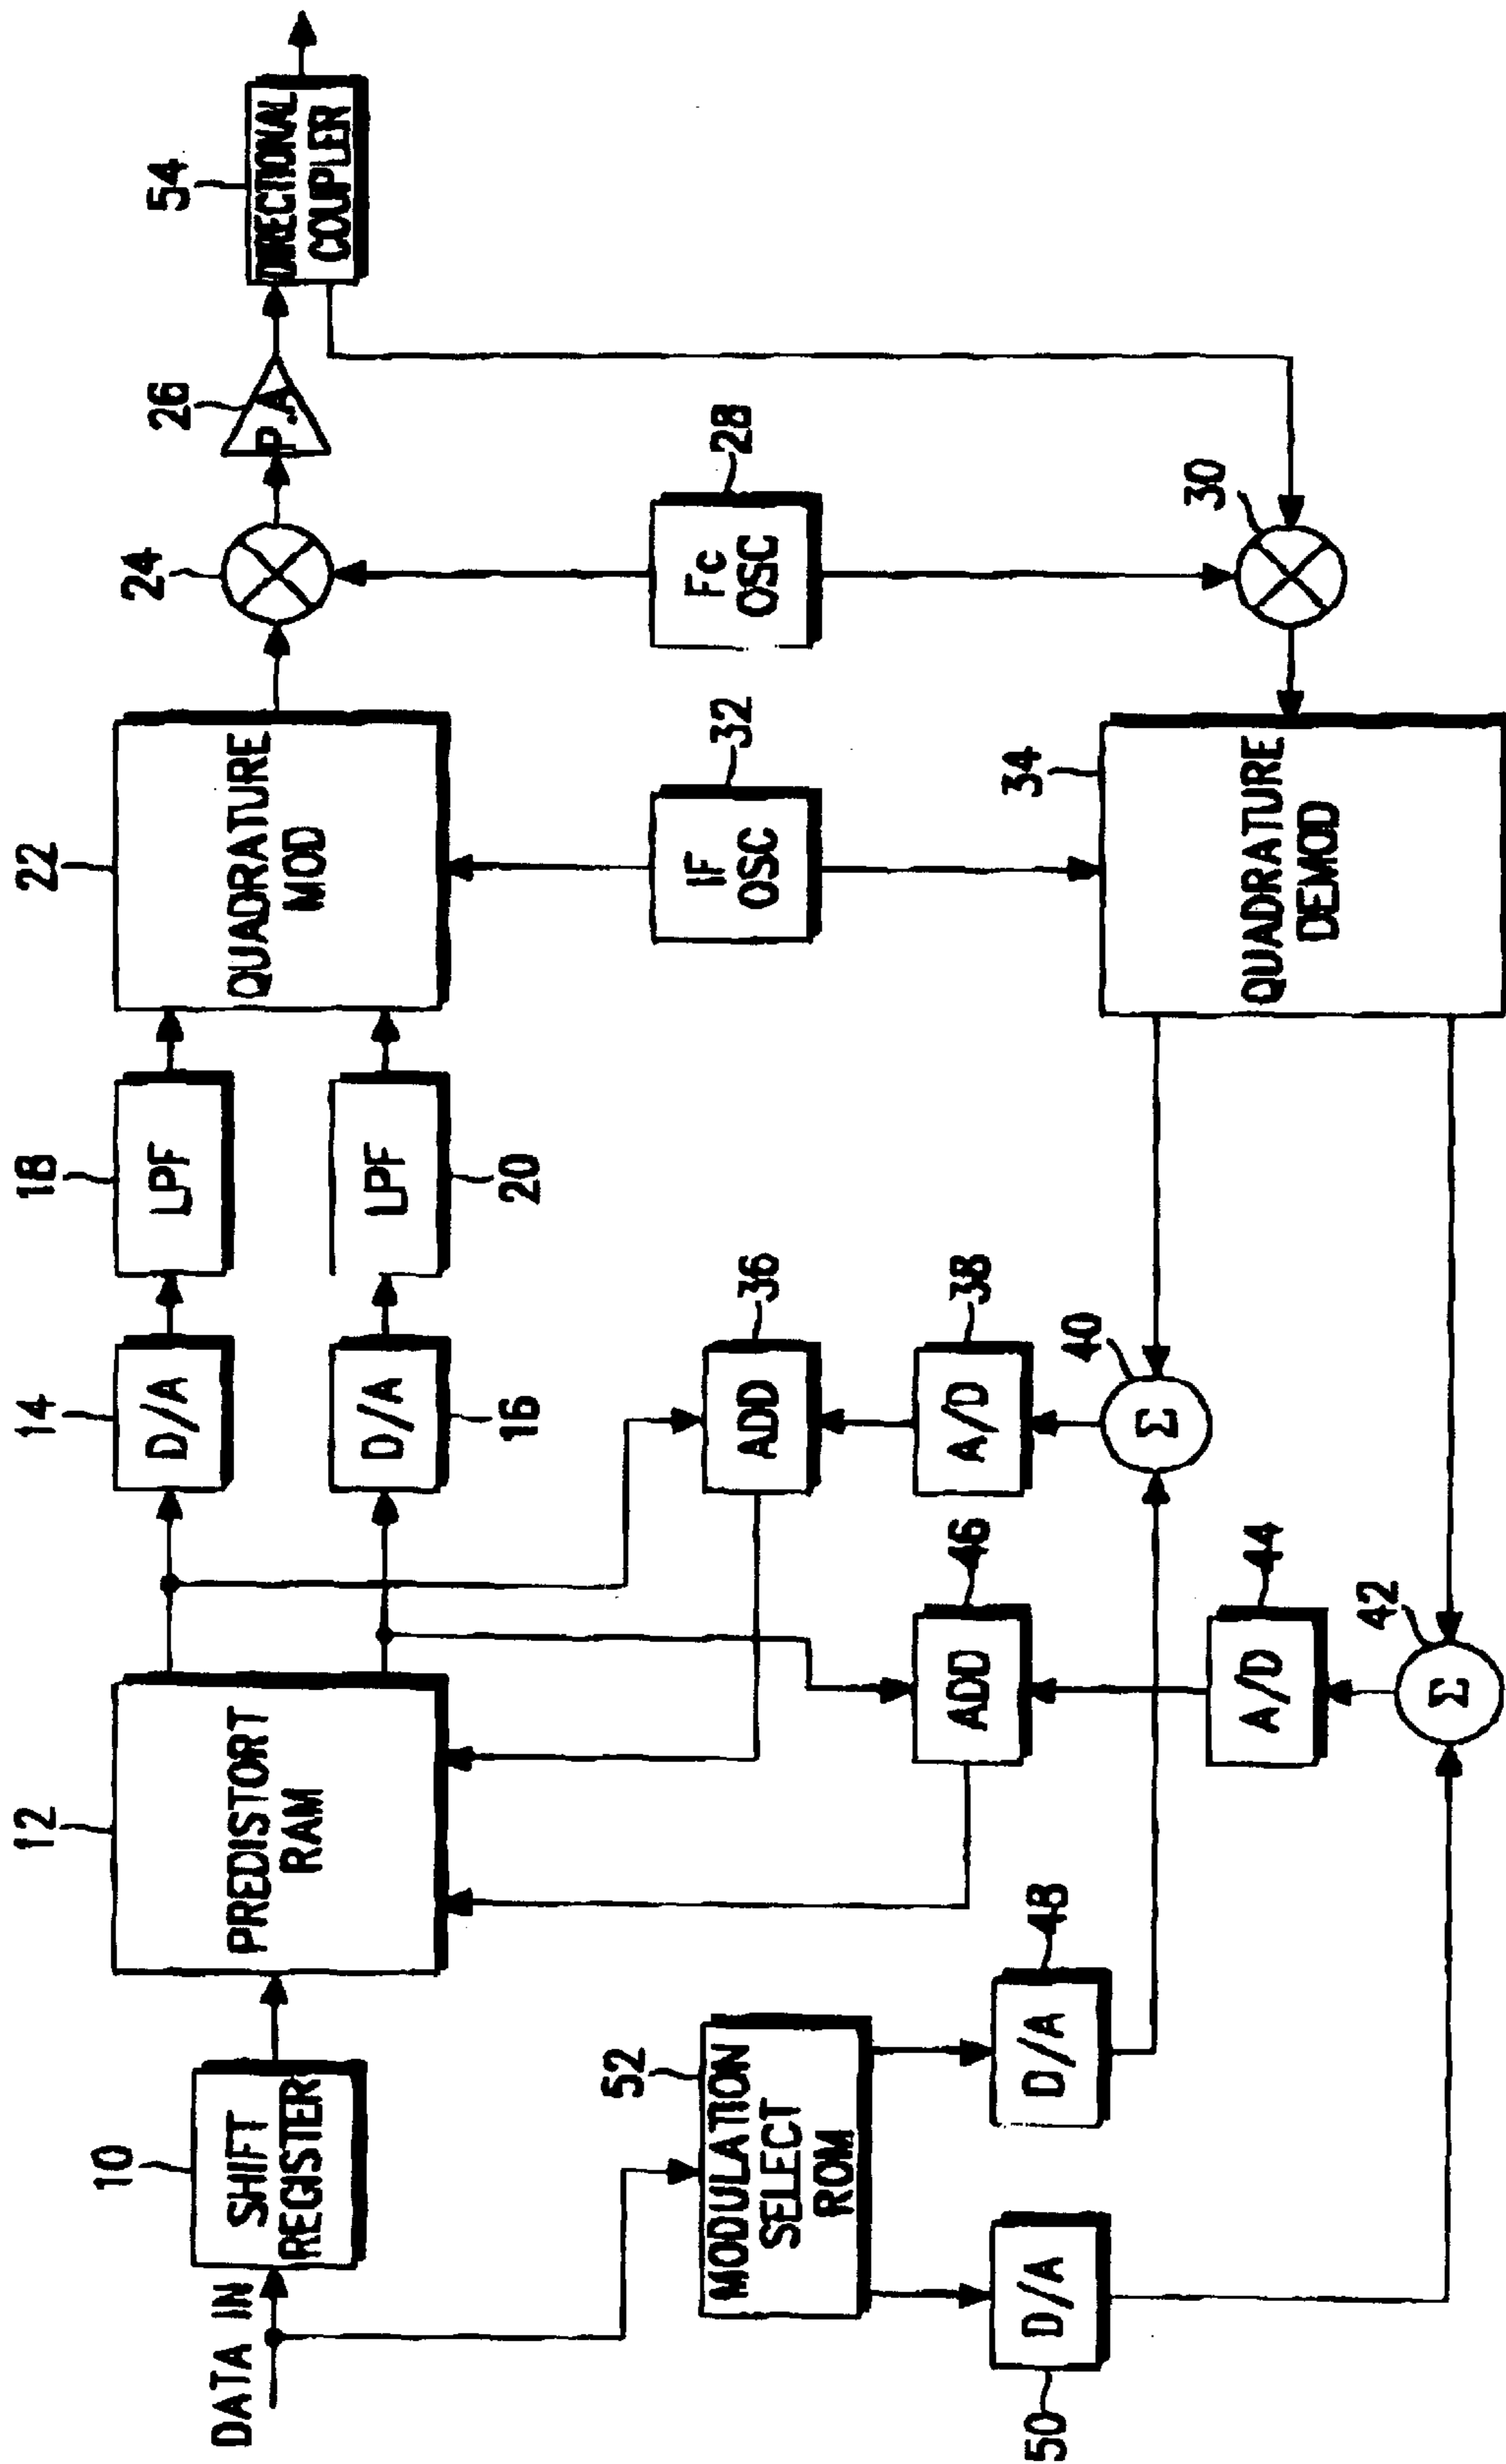 DATA IN
10
SHIFT
REGISTER
12
PREDISTORT
RAM
14
D/A
16
D/A
18
LPF
20
LPF
22
QUADRATURE
MOD
24
26
P.A
54
DIRECTIONAL
COUPLER
28
Fc
OSC
32
IF
OSC
30
34
QUADRATURE
DEMOD
36
ADD
38
A/D
40
Σ
46
ADD
44
A/D
42
Σ
52
MODULATION
SELECT
ROM
48
D/A
50
D/A